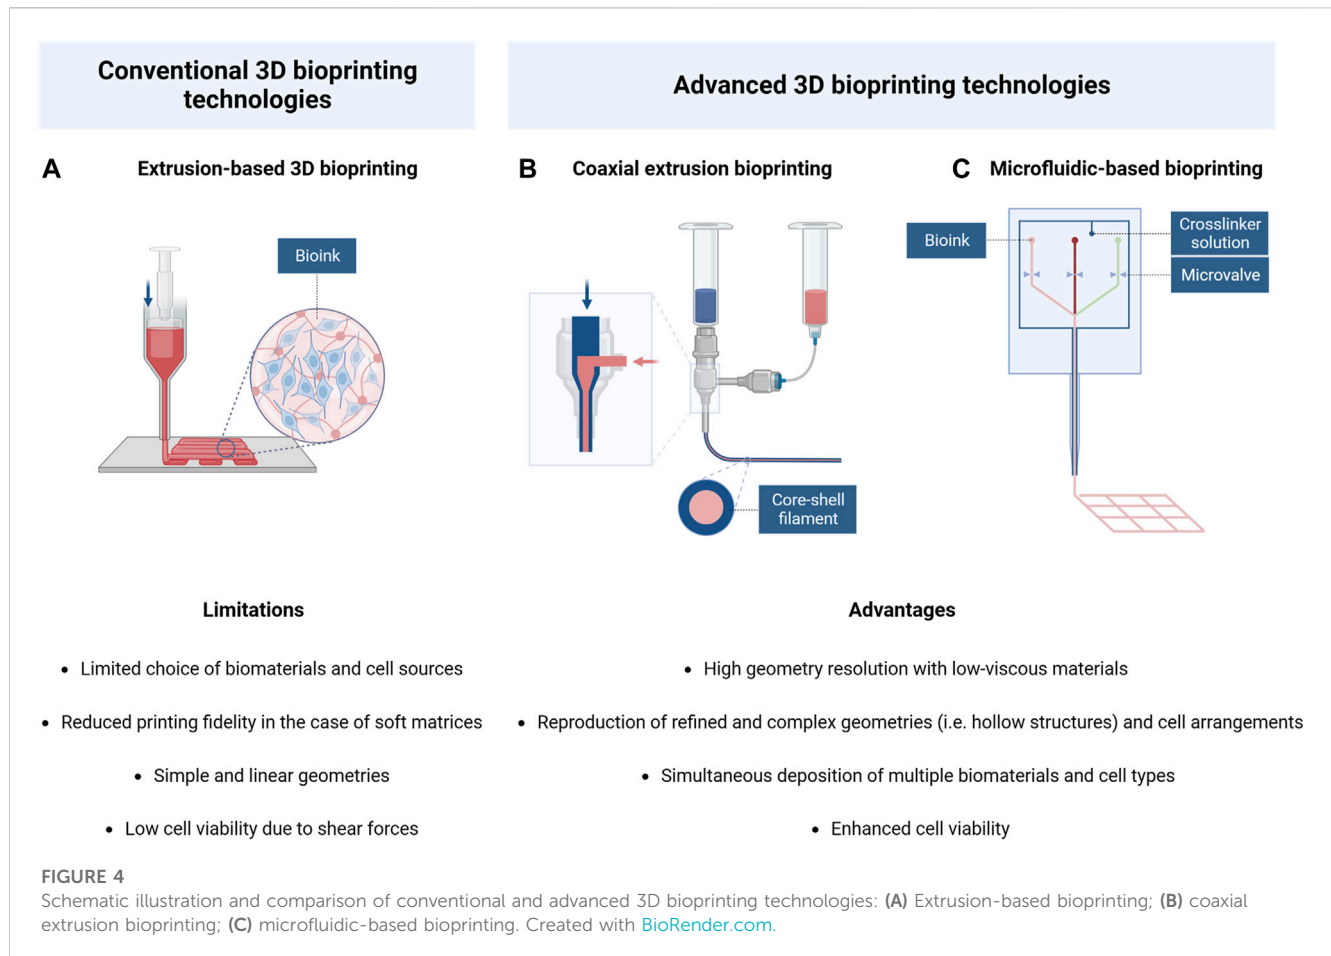 Conventional 3D bioprinting
technologies
Advanced 3D bioprinting technologies
A
Extrusion-based 3D bioprinting
Bioink
B
Coaxial extrusion bioprinting
Core-shell
filament
C
Microfluidic-based bioprinting
Bioink
Crosslinker
solution
Microvalve
Limitations
• Limited choice of biomaterials and cell sources
• Reduced printing fidelity in the case of soft matrices
• Simple and linear geometries
• Low cell viability due to shear forces
Advantages
• High geometry resolution with low-viscous materials
• Reproduction of refined and complex geometries (i.e. hollow structures) and cell arrangements
• Simultaneous deposition of multiple biomaterials and cell types
• Enhanced cell viability
FIGURE 4
Schematic illustration and comparison of conventional and advanced 3D bioprinting technologies: (A) Extrusion-based bioprinting; (B) coaxial
extrusion bioprinting; (C) microfluidic-based bioprinting. Created with BioRender.com.